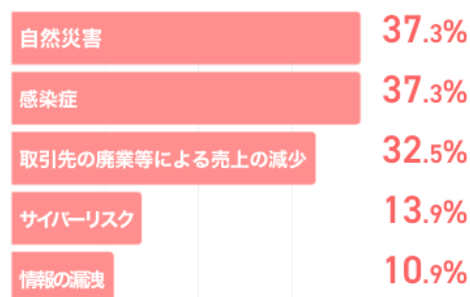 自然災害 37.3%
感染症 37.3%
取引先の廃業等による売上の減少 32.5%
サイバーリスク 13.9%
情報の漏洩 10.9%